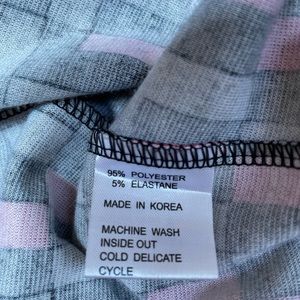 95% POLYESTER
5% ELASTANE
MADE IN KOREA
MACHINE WASH
INSIDE OUT
COLD DELICATE
CYCLE